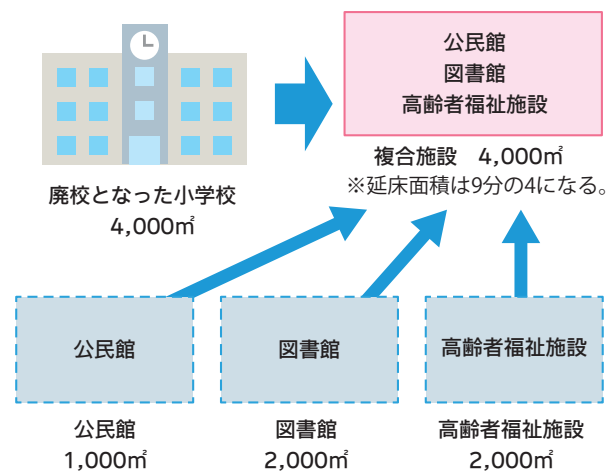 公民館
図書館
高齢者福祉施設
複合施設　4,000㎡
※延床面積は9分の4になる。
廃校となった小学校
4,000㎡
公民館
図書館
高齢者福祉施設
公民館
1,000㎡
図書館
2,000㎡
高齢者福祉施設
2,000㎡